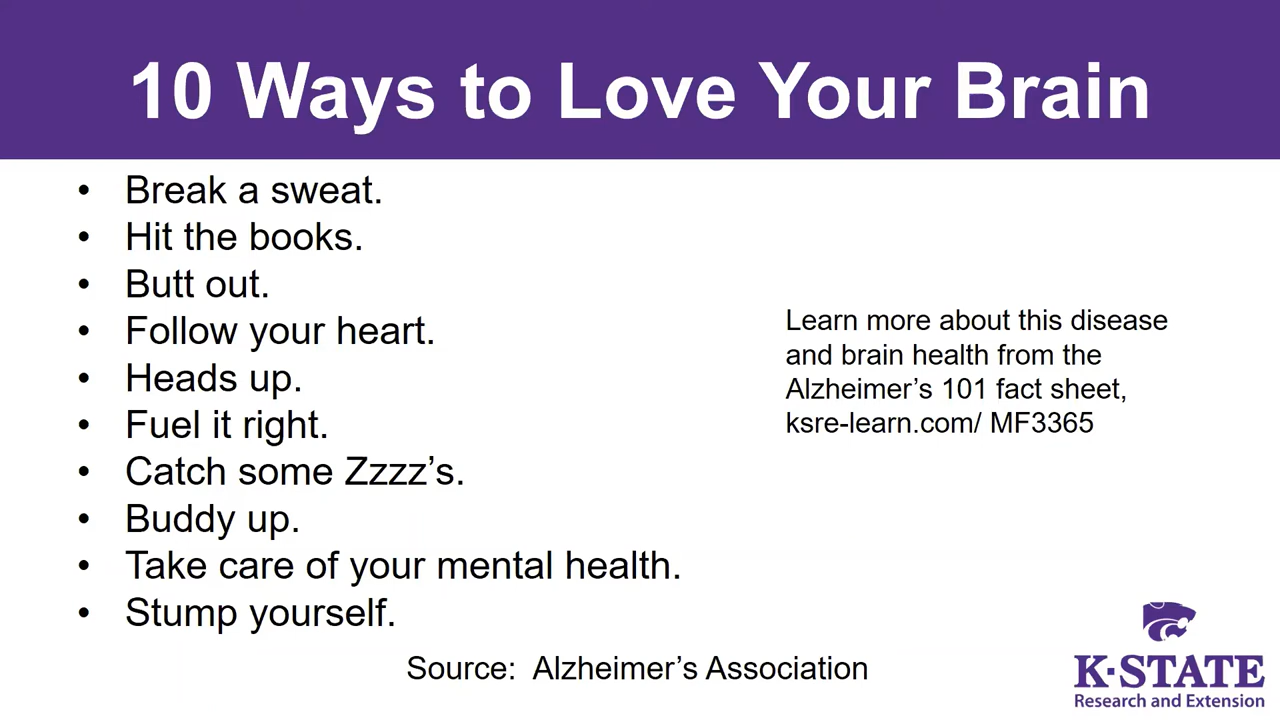 10 Ways to Love Your Brain
• Break a sweat.
• Hit the books.
• Butt out.
• Follow your heart.
• Heads up.
• Fuel it right.
• Catch some Zzzz’s.
• Buddy up.
• Take care of your mental health.
• Stump yourself.
Learn more about this disease
and brain health from the
Alzheimer’s 101 fact sheet,
ksre-learn.com/ MF3365
Source:  Alzheimer’s Association
K-STATE
Research and Extension